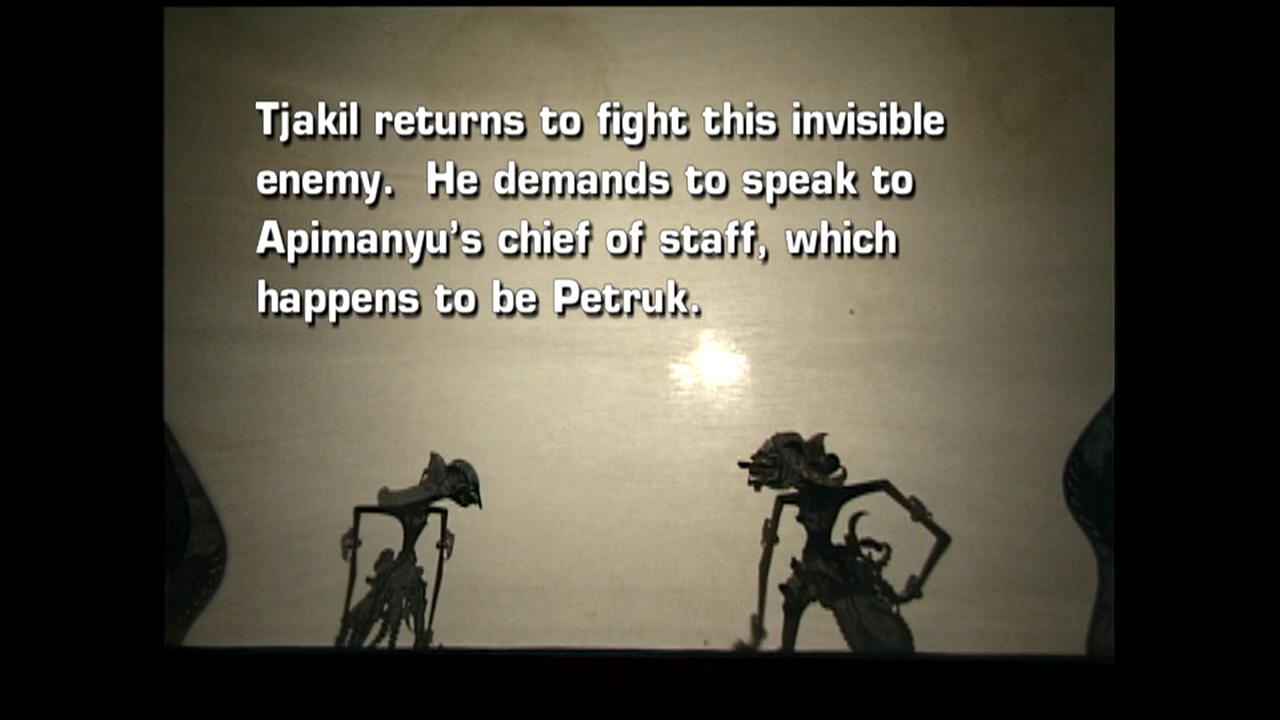 Tjakil returns to fight this invisible
enemy.  He demands to speak to
Apimanyu's chief of staff, which
happens to be Petruk.